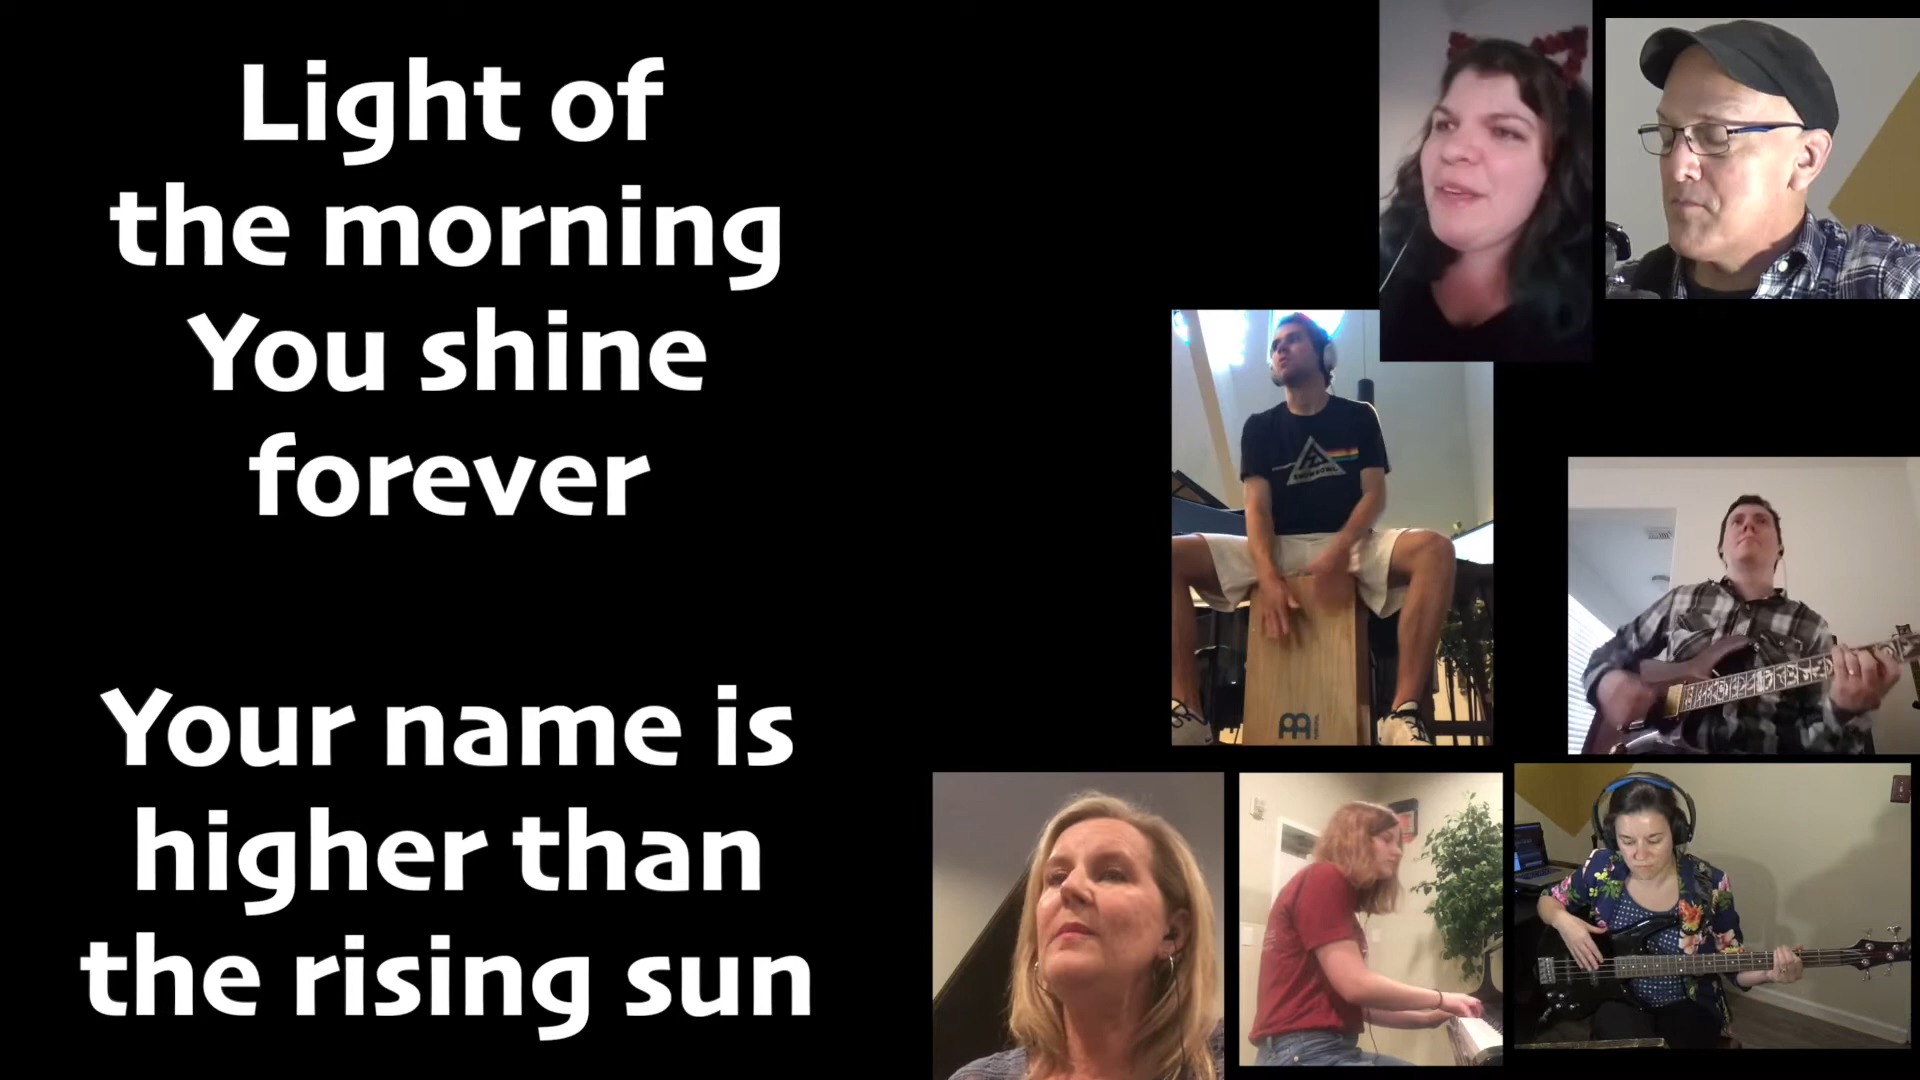 Light of
the morning
You shine
forever
Your name is
higher than
the rising sun